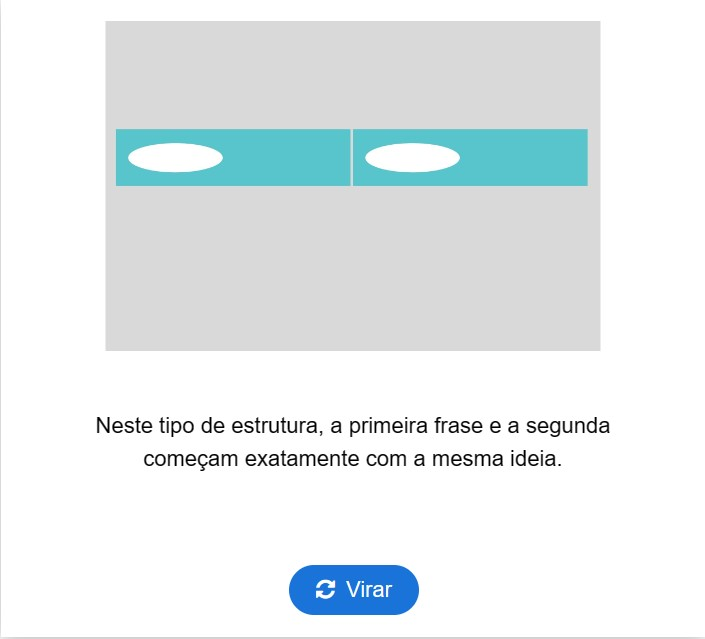 Neste tipo de estrutura, a primeira frase e a segunda
começam exatamente com a mesma ideia.
Virar